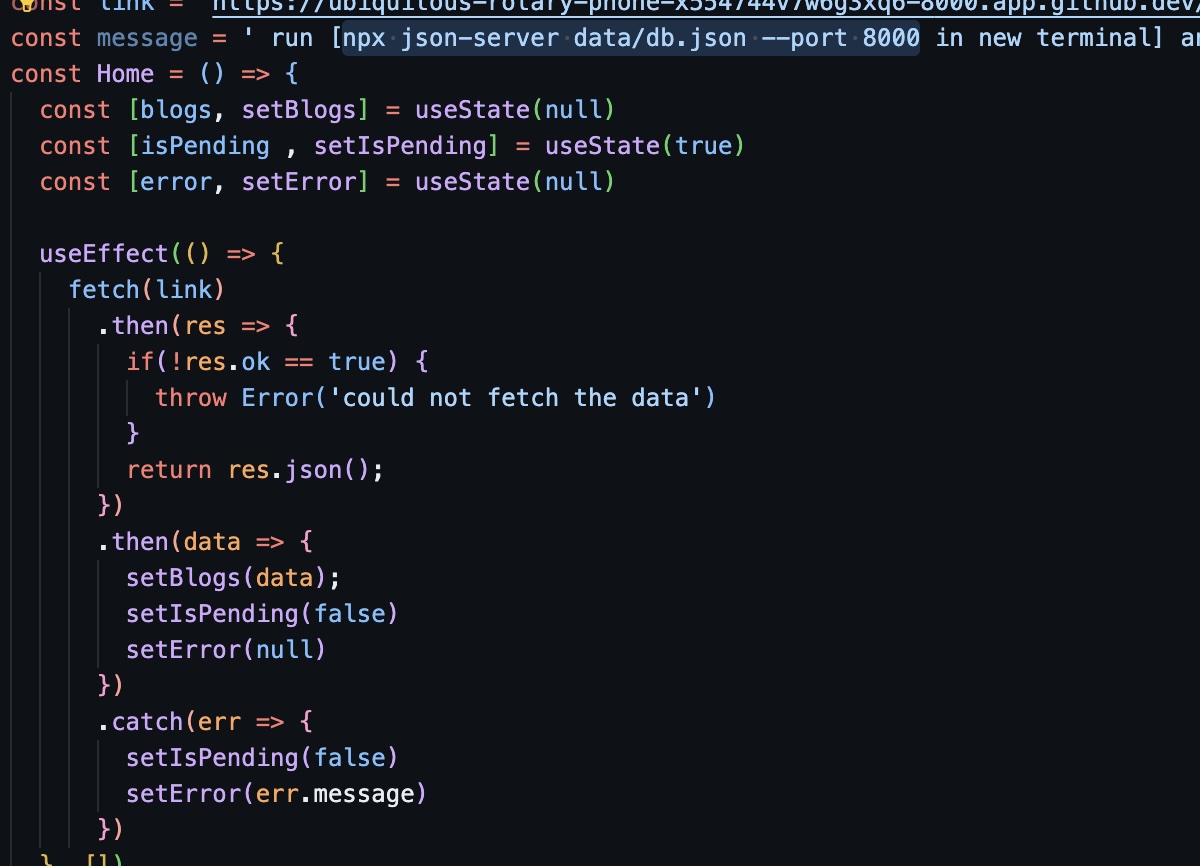 const link = 'https://ubiquitous-rotary-phone-x554744v7w6g3xq6-8000.app.github.dev/
const message = ' run [npx json-server data/db.json --port 8000 in new terminal] an
const Home = () => {
  const [blogs, setBlogs] = useState(null)
  const [isPending , setIsPending] = useState(true)
  const [error, setError] = useState(null)
  useEffect(() => {
    fetch(link)
      .then(res => {
        if(!res.ok == true) {
          throw Error('could not fetch the data')
        }
        return res.json();
      })
      .then(data => {
        setBlogs(data);
        setIsPending(false)
        setError(null)
      })
      .catch(err => {
        setIsPending(false)
        setError(err.message)
      })
  }, [])